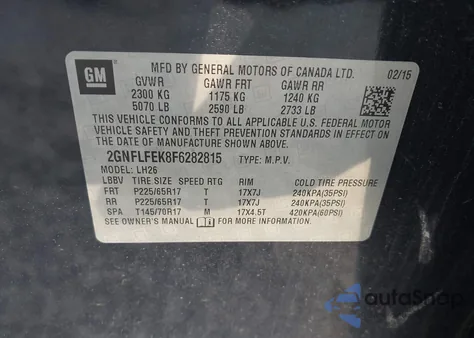 GM
MFD BY GENERAL MOTORS OF CANADA LTD. 02/15
GVWR GAWR FRT GAWR RR
2300 KG 1175 KG 1240 KG
5070 LB 2590 LB 2733 LB
THIS VEHICLE CONFORMS TO ALL APPLICABLE U.S. FEDERAL MOTOR
VEHICLE SAFETY AND THEFT PREVENTION STANDARDS IN EFFECT ON
THE DATE OF MANUFACTURE SHOWN ABOVE.
2GNFLFEK8F6282815 TYPE: M.P.V.
MODEL: LH26
LBBV TIRE SIZE SPEED RTG RIM COLD TIRE PRESSURE
FRT P225/65R17 T 17X7J 240KPA(35PSI)
RR P225/65R17 T 17X7J 240KPA(35PSI)
SPA T145/70R17 M 17X4.5T 420KPA(60PSI)
SEE OWNER'S MANUAL FOR MORE INFORMATION.
autoSnap